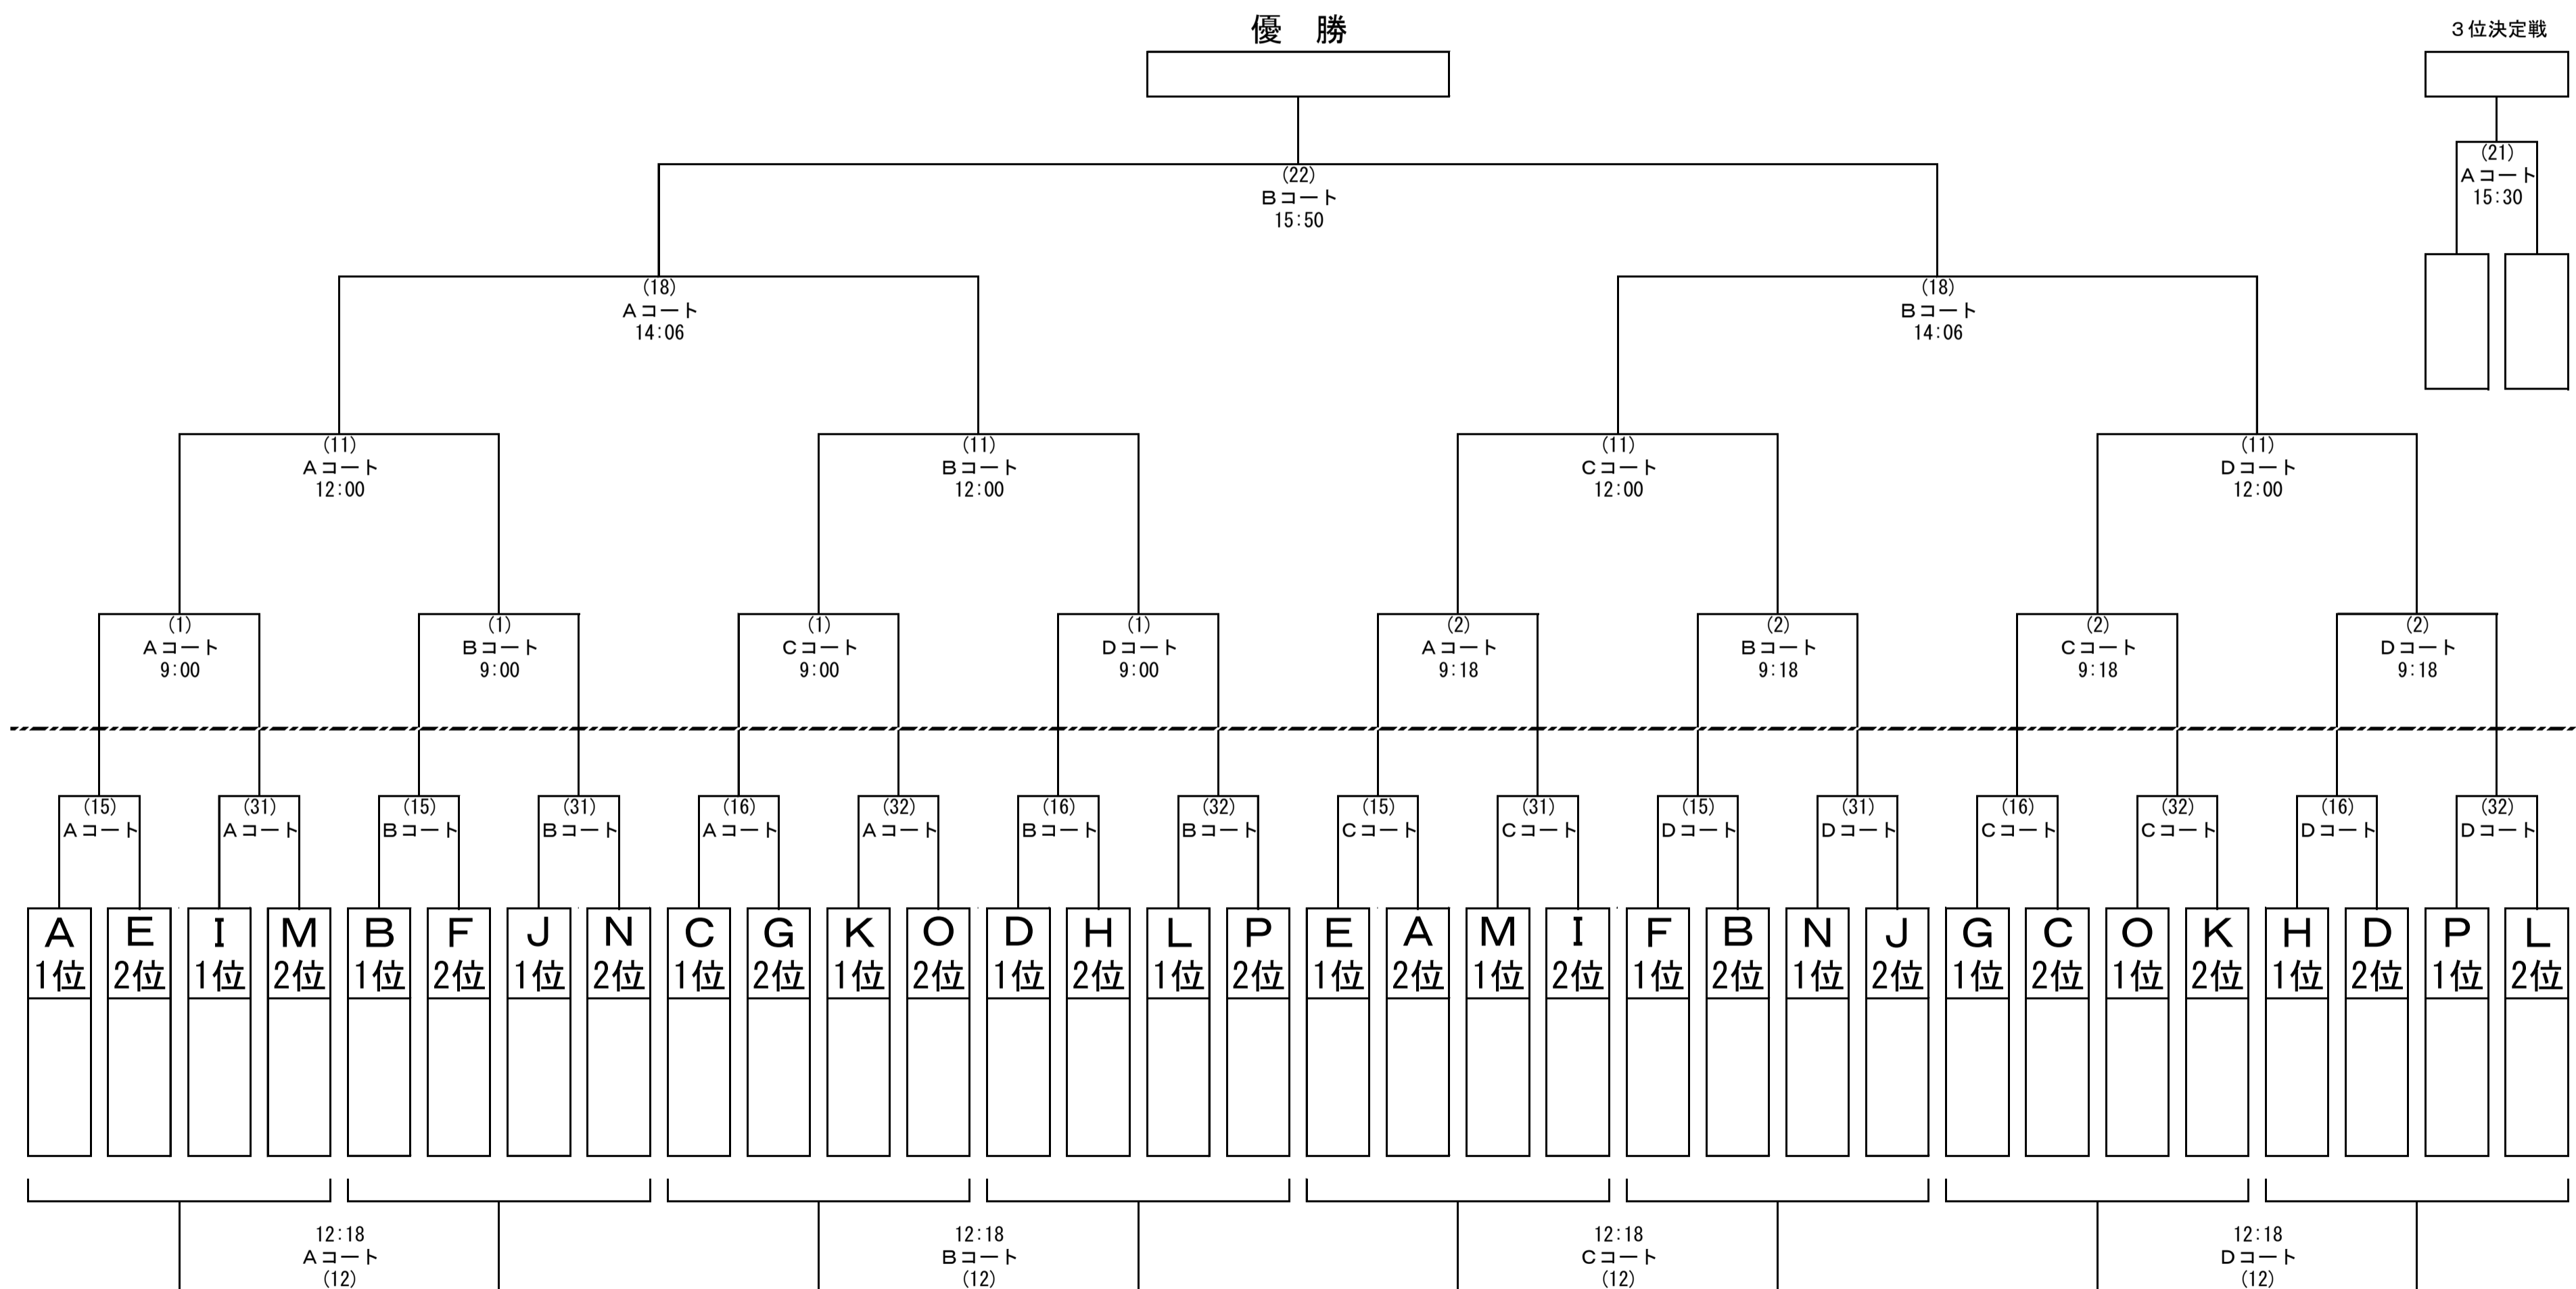 優　勝
３位決定戦
(21)
Aコート
15:30
(22)
Bコート
15:50
(18)
Aコート
14:06
(18)
Bコート
14:06
(11)
Aコート
12:00
(11)
Bコート
12:00
(11)
Cコート
12:00
(11)
Dコート
12:00
(1)
Aコート
9:00
(1)
Bコート
9:00
(1)
Cコート
9:00
(1)
Dコート
9:00
(2)
Aコート
9:18
(2)
Bコート
9:18
(2)
Cコート
9:18
(2)
Dコート
9:18
(15)
Aコート
(31)
Aコート
(15)
Bコート
(31)
Bコート
(16)
Aコート
(32)
Aコート
(16)
Bコート
(32)
Bコート
(15)
Cコート
(31)
Cコート
(15)
Dコート
(31)
Dコート
(16)
Cコート
(32)
Cコート
(16)
Dコート
(32)
Dコート
A
1位
E
2位
I
1位
M
2位
B
1位
F
2位
J
1位
N
2位
C
1位
G
2位
K
1位
O
2位
D
1位
H
2位
L
1位
P
2位
E
1位
A
2位
M
1位
I
2位
F
1位
B
2位
N
1位
J
2位
G
1位
C
2位
O
1位
K
2位
H
1位
D
2位
P
1位
L
2位
12:18
Aコート
(12)
12:18
Bコート
(12)
12:18
Cコート
(12)
12:18
Dコート
(12)